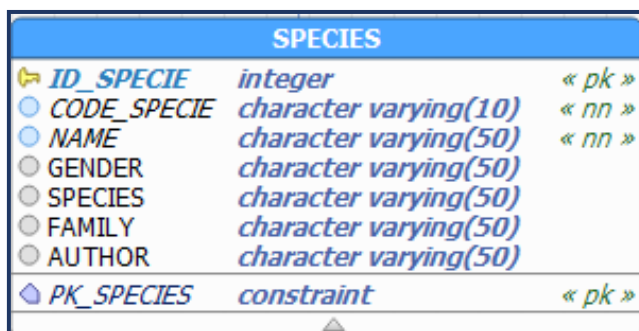 SPECIES
ID_SPECIE integer « pk »
CODE_SPECIE character varying(10) « nn »
NAME character varying(50) « nn »
GENDER character varying(50)
SPECIES character varying(50)
FAMILY character varying(50)
AUTHOR character varying(50)
PK_SPECIES constraint « pk »